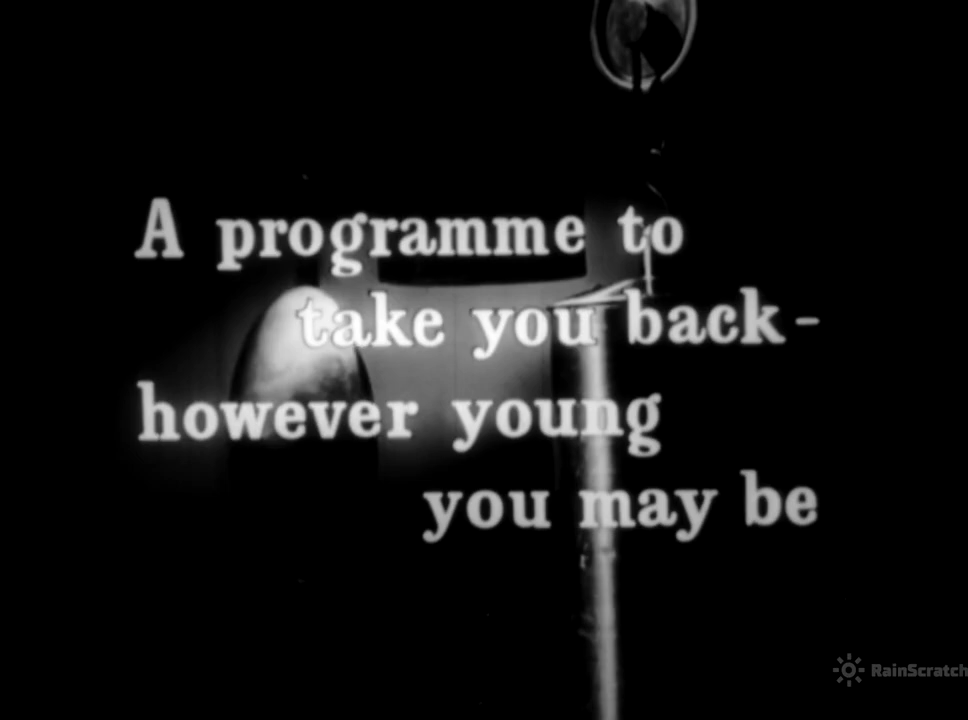 A programme to
take you back-
however young
you may be
RainScratch